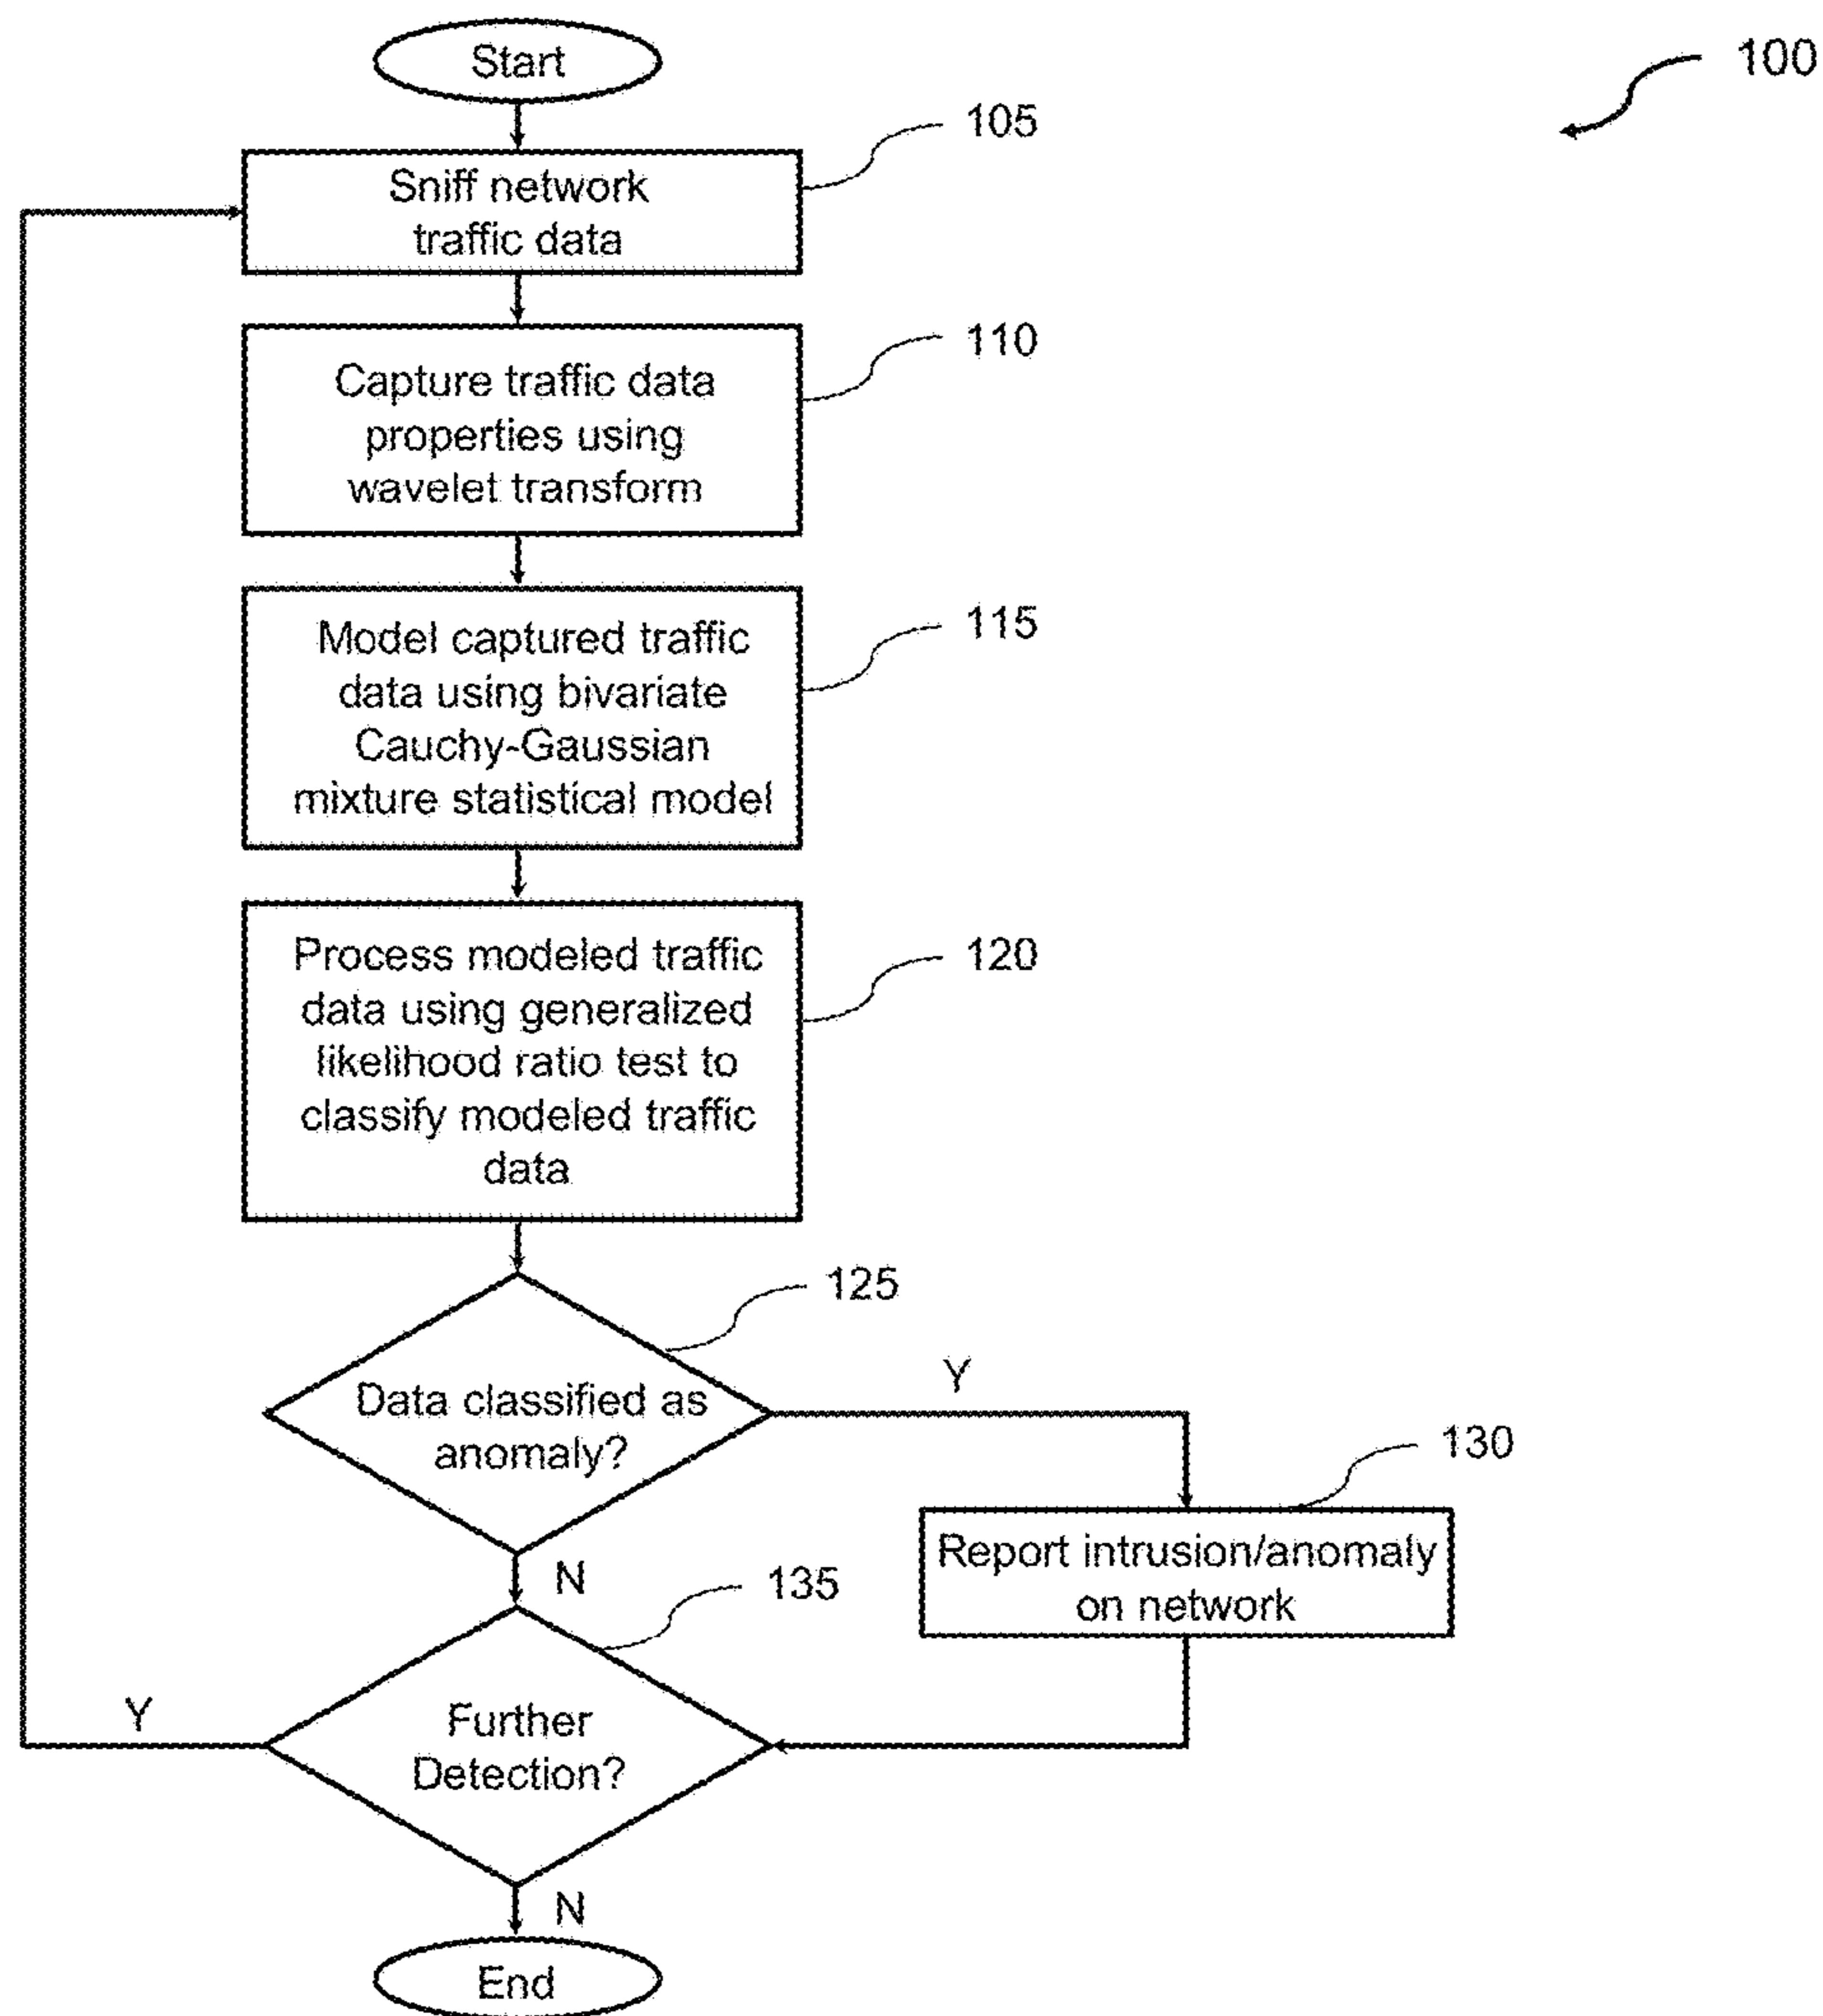 Start
100
105
Sniff network
traffic data
110
Capture traffic data
properties using
wavelet transform
115
Model captured traffic
data using bivariate
Cauchy-Gaussian
mixture statistical model
120
Process modeled traffic
data using generalized
likelihood ratio test to
classify modeled traffic
data
125
Data classified as
anomaly?
Y
130
Report intrusion/anomaly
on network
N
135
Further
Detection?
Y
N
End